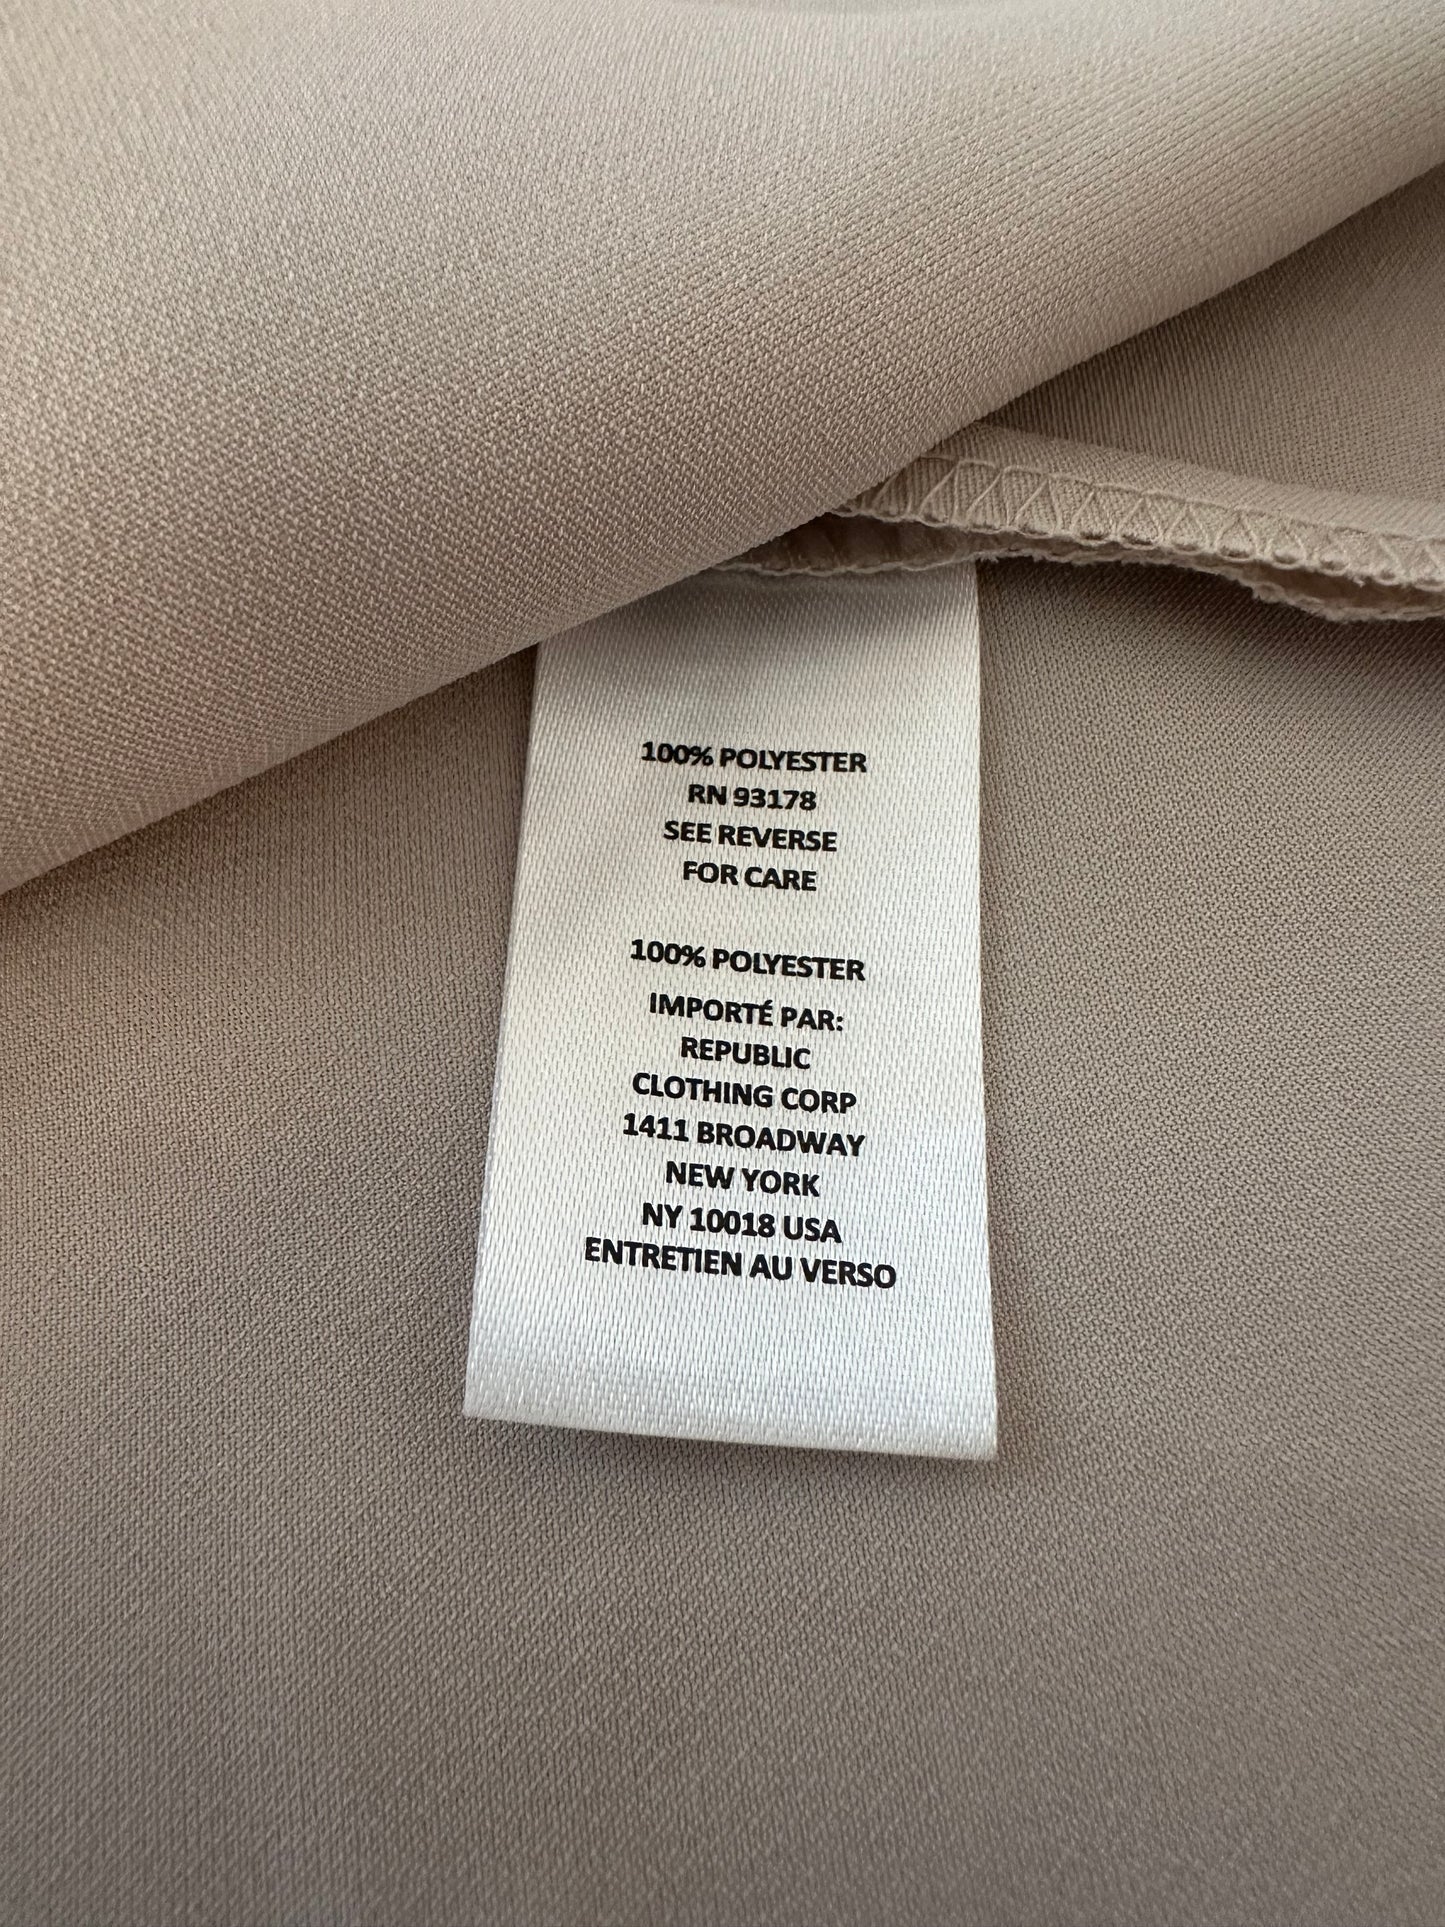 100% POLYESTER
RN 93178
SEE REVERSE
FOR CARE
100% POLYESTER
IMPORTÉ PAR:
REPUBLIC
CLOTHING CORP
1411 BROADWAY
NEW YORK
NY 10018 USA
ENTRETIEN AU VERSO